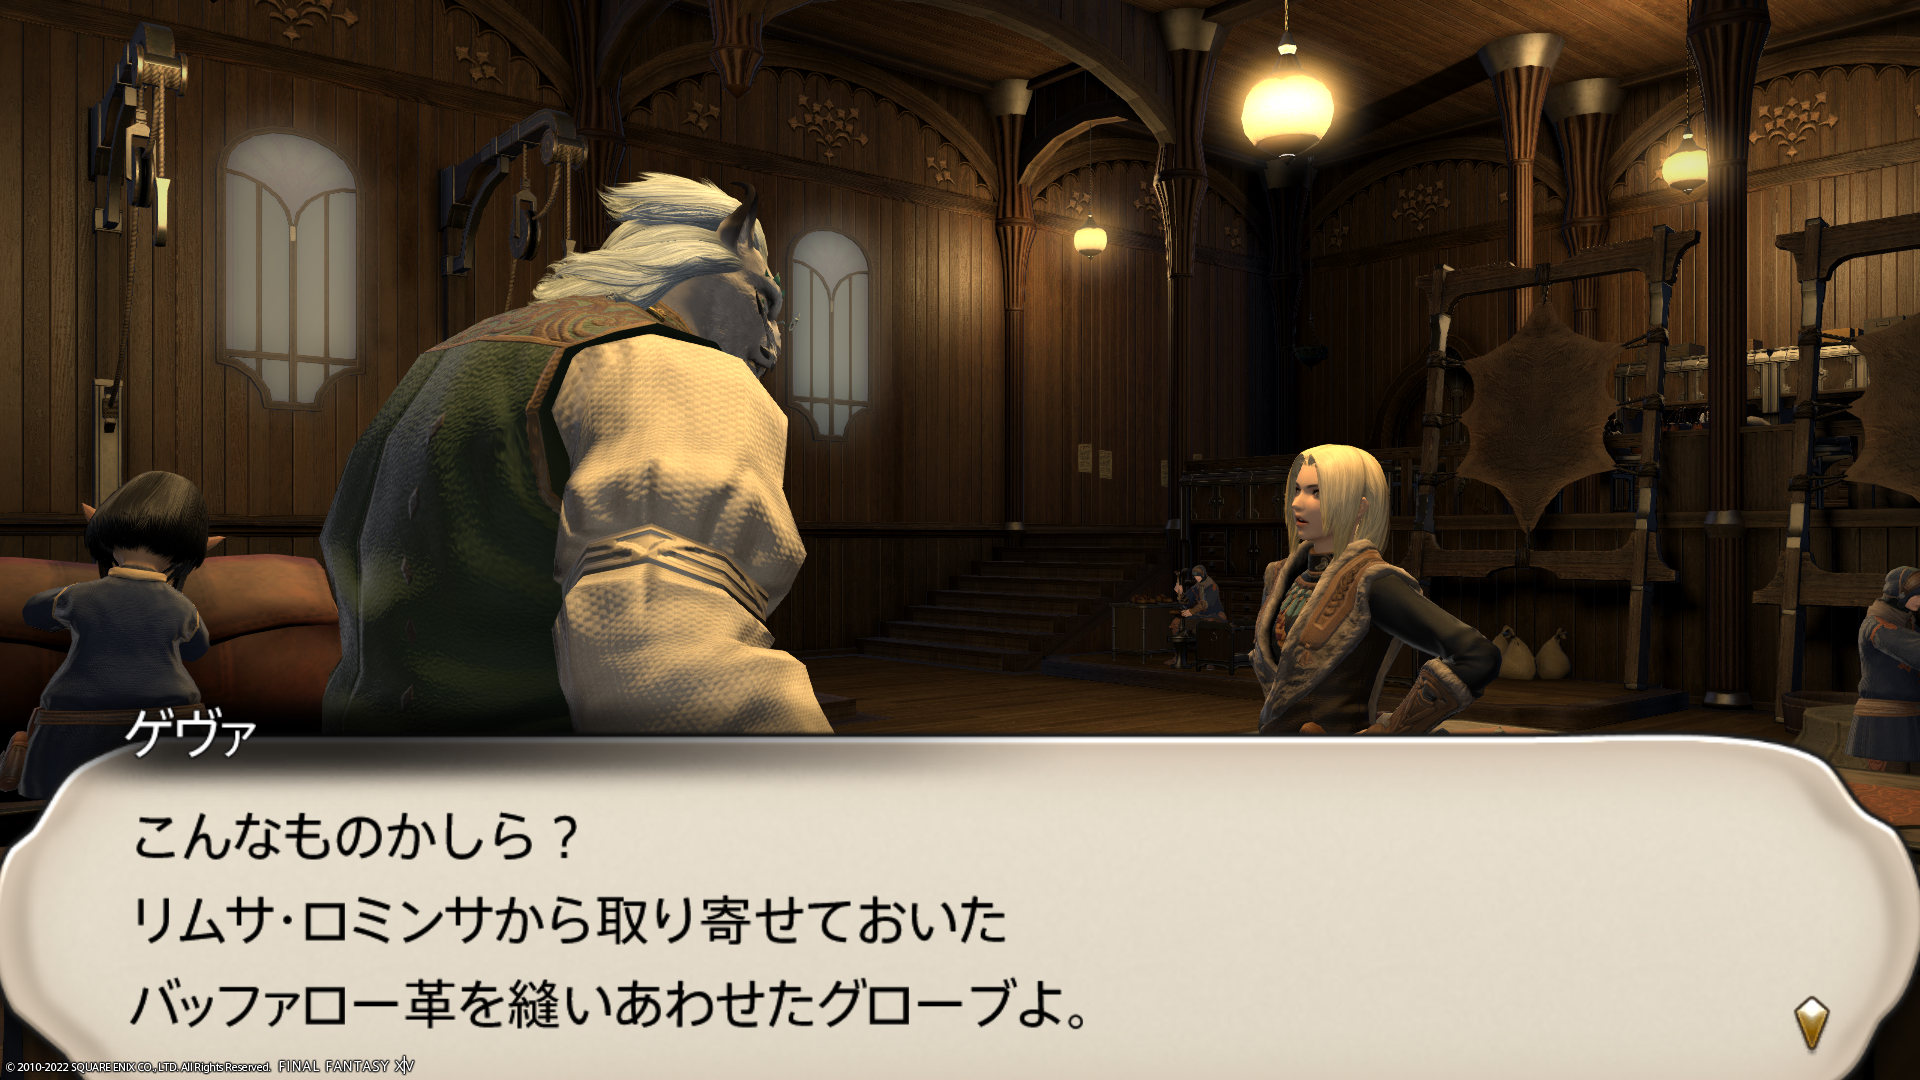 ゲヴァ
こんなものかしら？
リムサ・ロミンサから取り寄せておいた
バッファロー革を縫いあわせたグローブよ。
© 2010-2022 SQUARE ENIX CO., LTD. All Rights Reserved. FINAL FANTASY XIV